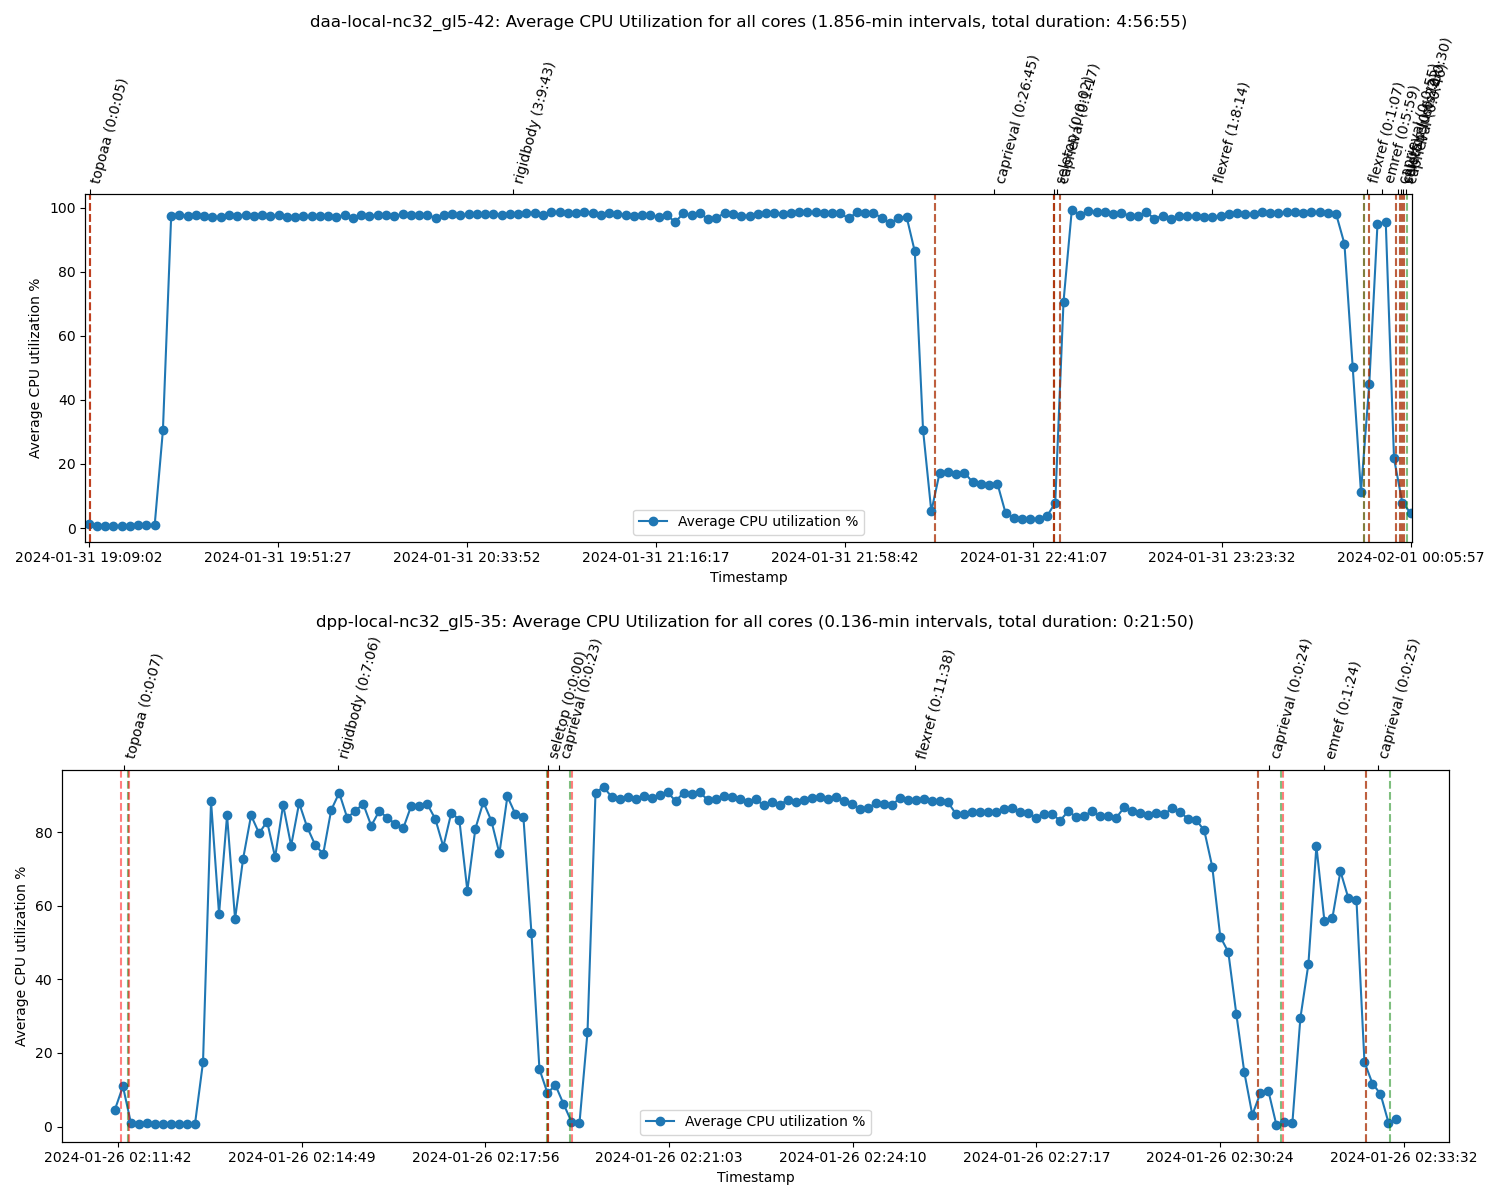 daa-local-nc32_gl5-42: Average CPU Utilization for all cores (1.856-min intervals, total duration: 4:56:55)
topoaa (0:0:05)
rigidbody (3:9:43)
caprieval (0:26:45)
seletop (0:0:02)
caprieval (0:1:17)
flexref (1:8:14)
flexref (0:1:07)
emref (0:5:59)
100
80
60
40
20
0
Average CPU utilization %
Average CPU utilization %
2024-01-31 19:09:02
2024-01-31 19:51:27
2024-01-31 20:33:52
2024-01-31 21:16:17
2024-01-31 21:58:42
2024-01-31 22:41:07
2024-01-31 23:23:32
2024-02-01 00:05:57
Timestamp
dpp-local-nc32_gl5-35: Average CPU Utilization for all cores (0.136-min intervals, total duration: 0:21:50)
topoaa (0:0:07)
rigidbody (0:7:06)
seletop (0:0:00)
caprieval (0:0:23)
flexref (0:11:38)
caprieval (0:0:24)
emref (0:1:24)
caprieval (0:0:25)
80
60
40
20
0
Average CPU utilization %
Average CPU utilization %
2024-01-26 02:11:42
2024-01-26 02:14:49
2024-01-26 02:17:56
2024-01-26 02:21:03
2024-01-26 02:24:10
2024-01-26 02:27:17
2024-01-26 02:30:24
2024-01-26 02:33:32
Timestamp